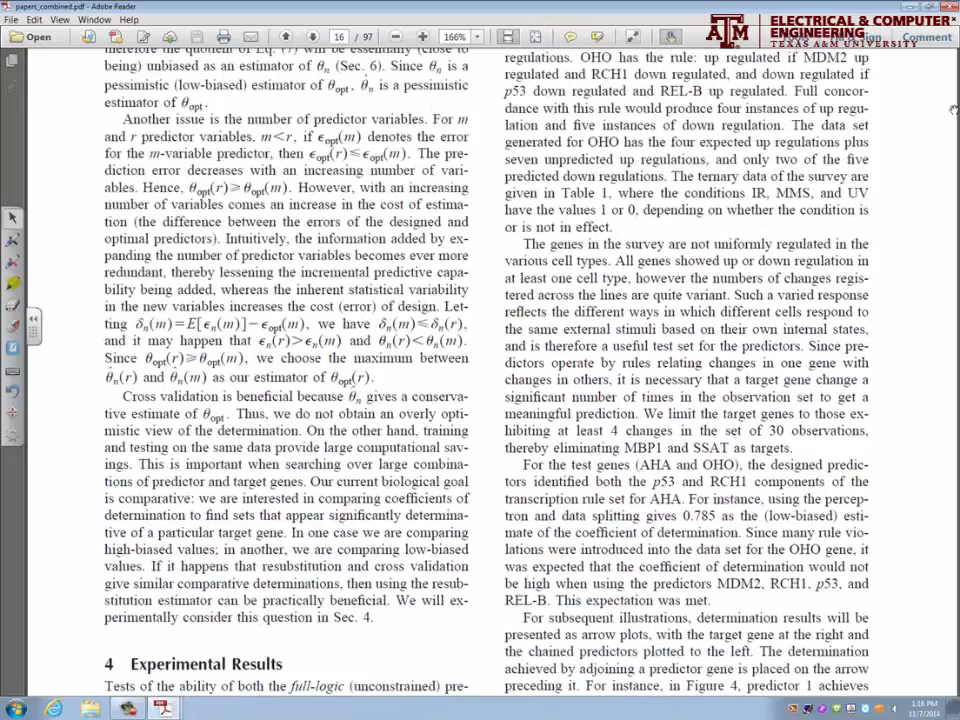 papers_combined.pdf - Adobe Reader
File Edit View Window Help
Open
16 / 97
166%
Comment
ELECTRICAL & COMPUTER
ENGINEERING
TEXAS A&M UNIVERSITY
therefore the quotient of Eq. (7) will be essentially (close to
being) unbiased as an estimator of θn (Sec. 6). Since θn is a
pessimistic (low-biased) estimator of θopt, θ̂n is a pessimistic
estimator of θopt.
Another issue is the number of predictor variables. For m
and r predictor variables, m<r, if ϵopt(m) denotes the error
for the m-variable predictor, then ϵopt(r)≤ϵopt(m). The pre-
diction error decreases with an increasing number of vari-
ables. Hence, θopt(r)≥θopt(m). However, with an increasing
number of variables comes an increase in the cost of estima-
tion (the difference between the errors of the designed and
optimal predictors). Intuitively, the information added by ex-
panding the number of predictor variables becomes ever more
redundant, thereby lessening the incremental predictive capa-
bility being added, whereas the inherent statistical variability
in the new variables increases the cost (error) of design. Let-
ting δn(m)=E[ϵn(m)]−ϵopt(m), we have δn(m)≤δn(r),
and it may happen that ϵn(r)>ϵn(m) and θn(r)<θn(m).
Since θopt(r)≥θopt(m), we choose the maximum between
θ̂n(r) and θ̂n(m) as our estimator of θopt(r).
Cross validation is beneficial because θ̂n gives a conserva-
tive estimate of θopt. Thus, we do not obtain an overly opti-
mistic view of the determination. On the other hand, training
and testing on the same data provide large computational sav-
ings. This is important when searching over large combina-
tions of predictor and target genes. Our current biological goal
is comparative: we are interested in comparing coefficients of
determination to find sets that appear significantly determina-
tive of a particular target gene. In one case we are comparing
high-biased values; in another, we are comparing low-biased
values. If it happens that resubstitution and cross validation
give similar comparative determinations, then using the resub-
stitution estimator can be practically beneficial. We will ex-
perimentally consider this question in Sec. 4.
4 Experimental Results
Tests of the ability of both the full-logic (unconstrained) pre-
regulations. OHO has the rule: up regulated if MDM2 up
regulated and RCH1 down regulated, and down regulated if
p53 down regulated and REL-B up regulated. Full concor-
dance with this rule would produce four instances of up regu-
lation and five instances of down regulation. The data set
generated for OHO has the four expected up regulations plus
seven unpredicted up regulations, and only two of the five
predicted down regulations. The ternary data of the survey are
given in Table 1, where the conditions IR, MMS, and UV
have the values 1 or 0, depending on whether the condition is
or is not in effect.
The genes in the survey are not uniformly regulated in the
various cell types. All genes showed up or down regulation in
at least one cell type, however the numbers of changes regis-
tered across the lines are quite variant. Such a varied response
reflects the different ways in which different cells respond to
the same external stimuli based on their own internal states,
and is therefore a useful test set for the predictors. Since pre-
dictors operate by rules relating changes in one gene with
changes in others, it is necessary that a target gene change a
significant number of times in the observation set to get a
meaningful prediction. We limit the target genes to those ex-
hibiting at least 4 changes in the set of 30 observations,
thereby eliminating MBP1 and SSAT as targets.
For the test genes (AHA and OHO), the designed predic-
tors identified both the p53 and RCH1 components of the
transcription rule set for AHA. For instance, using the percep-
tron and data splitting gives 0.785 as the (low-biased) esti-
mate of the coefficient of determination. Since many rule vio-
lations were introduced into the data set for the OHO gene, it
was expected that the coefficient of determination would not
be high when using the predictors MDM2, RCH1, p53, and
REL-B. This expectation was met.
For subsequent illustrations, determination results will be
presented as arrow plots, with the target gene at the right and
the chained predictors plotted to the left. The determination
achieved by adjoining a predictor gene is placed on the arrow
preceding it. For instance, in Figure 4, predictor 1 achieves
1:16 PM
11/7/2014